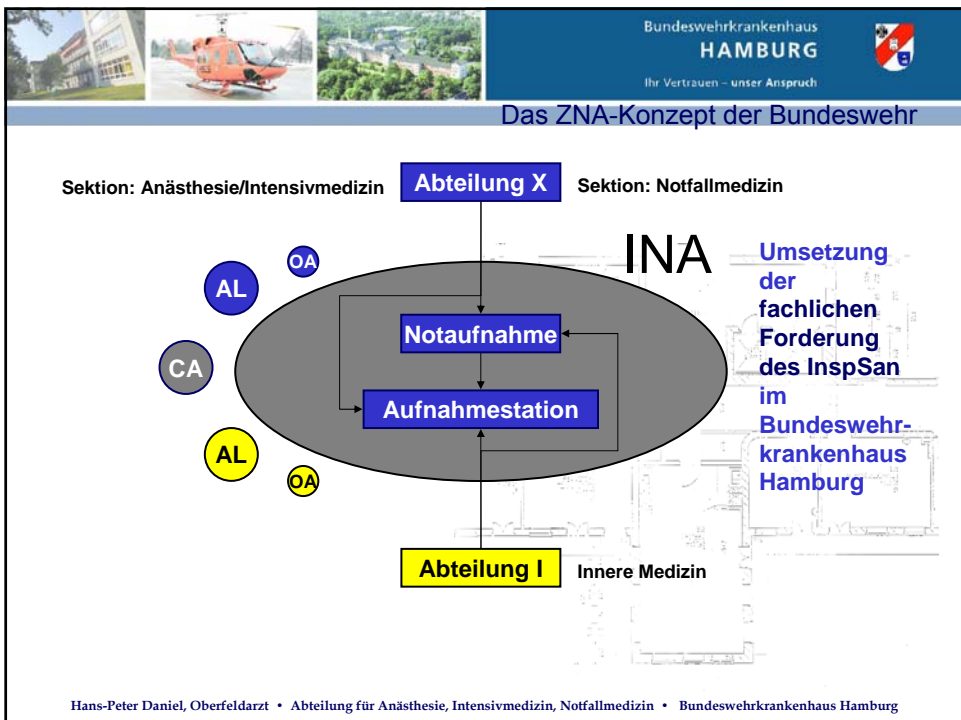 Bundeswehrkrankenhaus
HAMBURG
Ihr Vertrauen – unser Anspruch
Das ZNA-Konzept der Bundeswehr
Sektion: Anästhesie/Intensivmedizin
Abteilung X
Sektion: Notfallmedizin
INA
OA
AL
CA
AL
OA
Notaufnahme
Aufnahmestation
Umsetzung
der
fachlichen
Forderung
des InspSan
im
Bundeswehr-
krankenhaus
Hamburg
Abteilung I
Innere Medizin
Hans-Peter Daniel, Oberfeldarzt • Abteilung für Anästhesie, Intensivmedizin, Notfallmedizin • Bundeswehrkrankenhaus Hamburg